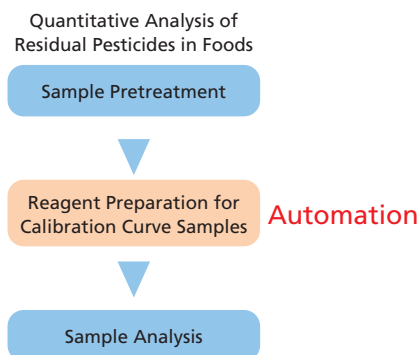 Quantitative Analysis of
Residual Pesticides in Foods
Sample Pretreatment
Reagent Preparation for
Calibration Curve Samples
Automation
Sample Analysis